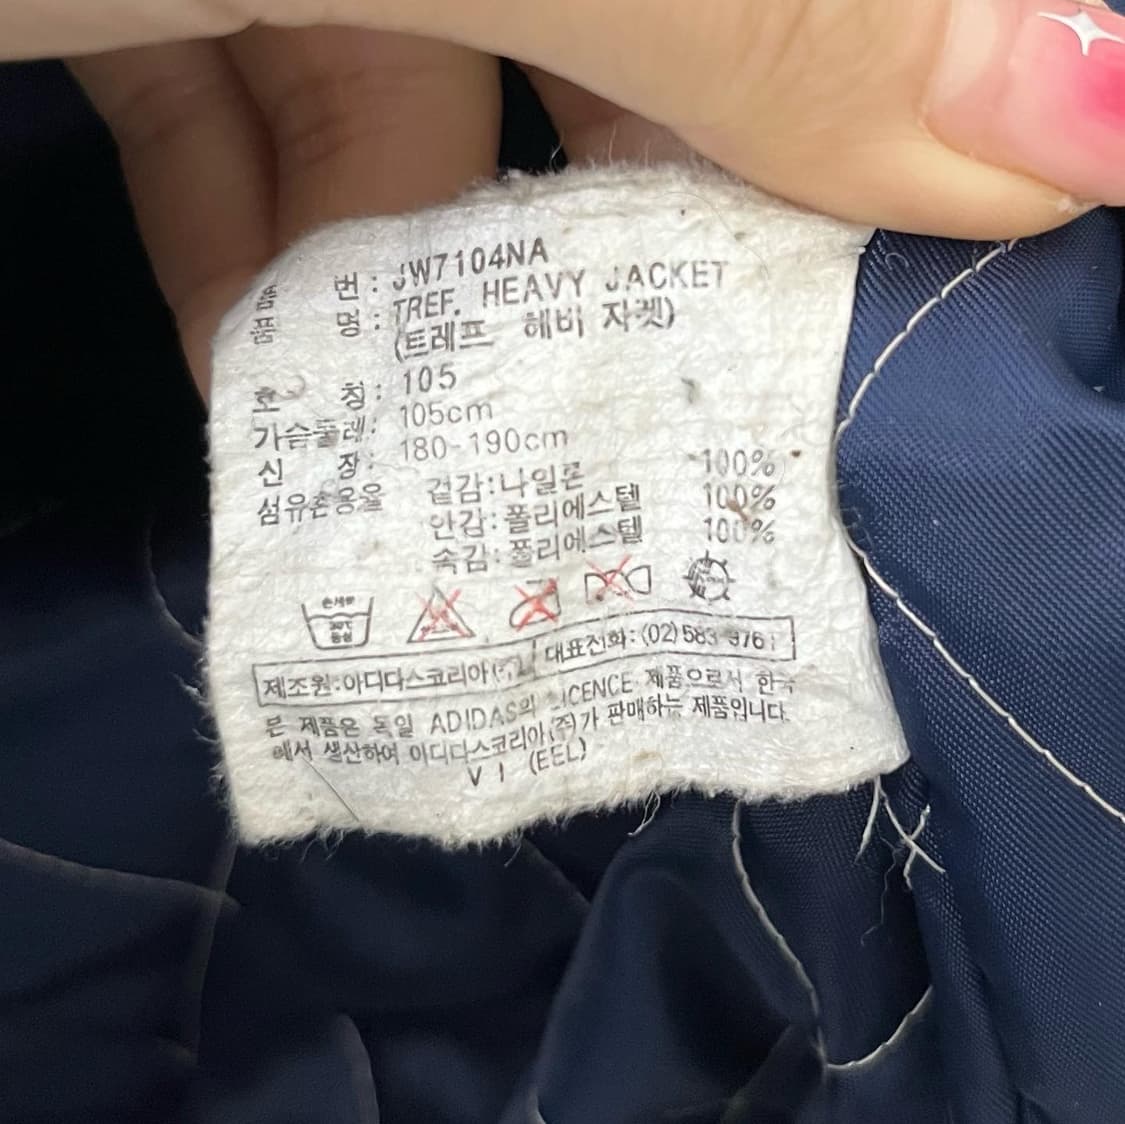 품 번: JW7104NA
품 명: TREF. HEAVY JACKET
(트레프 헤비 자켓)
호 칭: 105
가슴둘레: 105cm
신 장: 180-190cm
섬유혼용율 겉감:나일론 100%
안감:폴리에스텔 100%
속감:폴리에스텔 100%
손세탁
30℃
중성
제조원:아디다스코리아 대표전화:(02)583
본 제품은 독일 ADIDAS의 LICENCE 제품으로서 한국
에서 생산하여 아디다스코리아(주)가 판매하는 제품입니다.
V I (EEL)